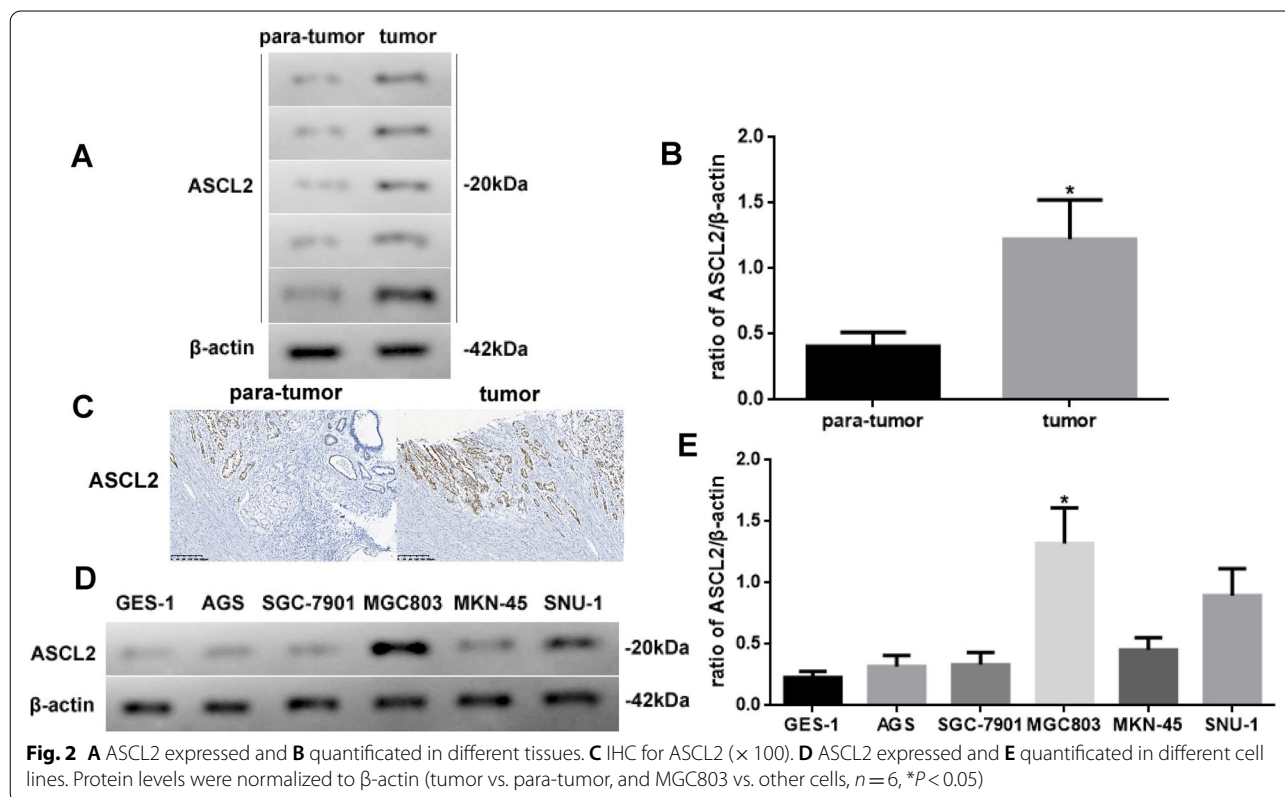 para-tumor tumor
A
ASCL2
-20kDa
β-actin
-42kDa
B
ratio of ASCL2/β-actin
2.0
1.5
1.0
0.5
0.0
*
para-tumor
tumor
C
para-tumor
tumor
ASCL2
D
GES-1 AGS SGC-7901 MGC803 MKN-45 SNU-1
ASCL2
-20kDa
β-actin
-42kDa
E
ratio of ASCL2/β-actin
2.0
1.5
1.0
0.5
0.0
*
GES-1 AGS SGC-7901 MGC803 MKN-45 SNU-1
Fig. 2 A ASCL2 expressed and B quantificated in different tissues. C IHC for ASCL2 (× 100). D ASCL2 expressed and E quantificated in different cell
lines. Protein levels were normalized to β-actin (tumor vs. para-tumor, and MGC803 vs. other cells, n = 6, *P < 0.05)